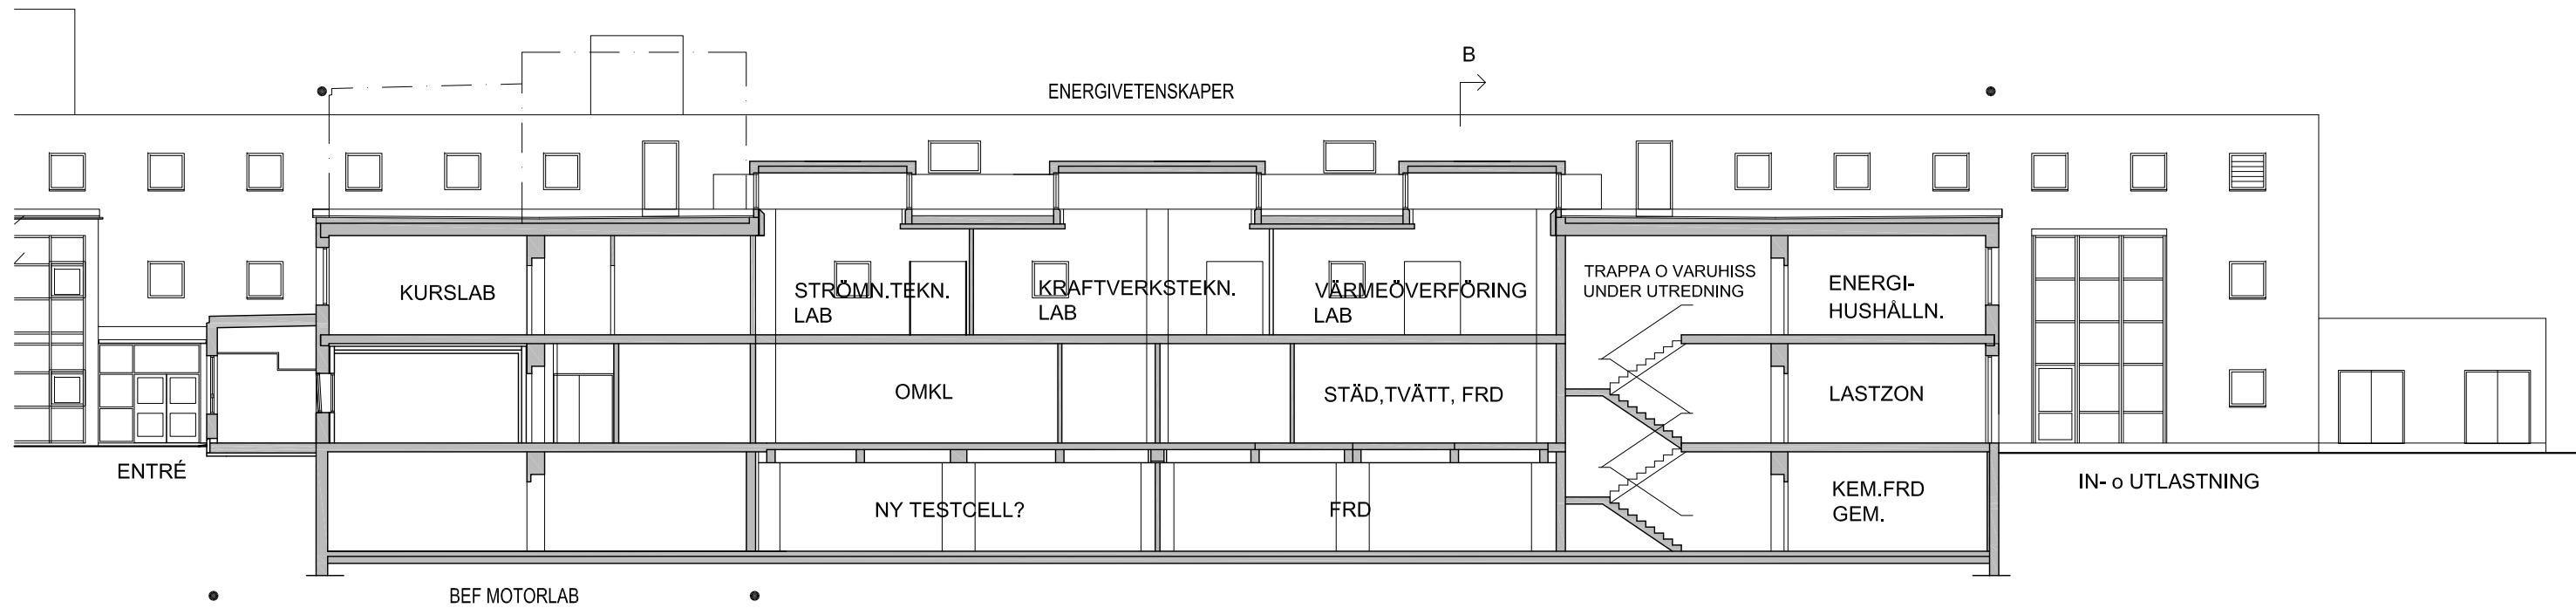 B
ENERGIVETENSKAPER
KURSLAB
STRÖMN.TEKN.
LAB
KRAFTVERKSTEKN.
LAB
VÄRMEÖVERFÖRING
LAB
TRAPPA O VARUHISS
UNDER UTREDNING
ENERGI-
HUSHÅLLN.
OMKL
STÄD,TVÄTT, FRD
LASTZON
ENTRÉ
NY TESTCELL?
FRD
KEM.FRD
GEM.
IN- o UTLASTNING
BEF MOTORLAB